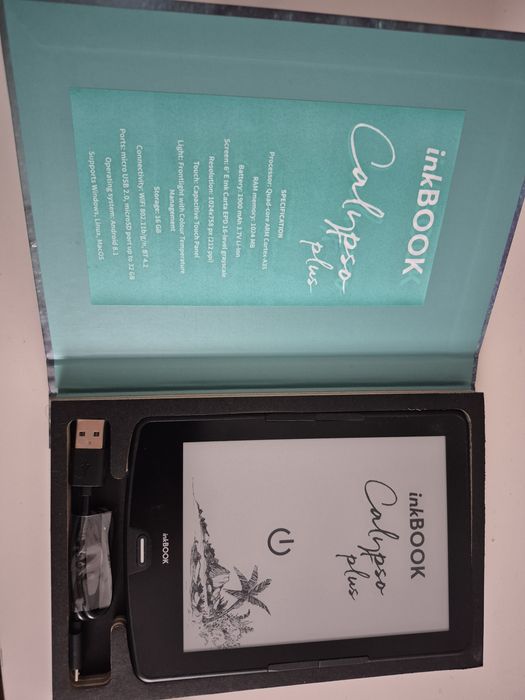 inkBOOK
Calypso
plus
SPECIFICATION
Processor: Quad-core ARM Cortex-A35
RAM memory: 1024 MB
Battery: 1900 mAh 3.7V Li-Ion
Screen: 6" E Ink Carta EPD 16-level grayscale
Resolution: 1024x758 px (212 ppi)
Touch: Capacitive Touch Panel
Light: Frontlight with Colour Temperature
Management
Storage: 16 GB
Connectivity: WiFi 802.11b/g/n, BT 4.2
Ports: micro USB 2.0, microSD port up to 32 GB
Operating system: Android 8.1
Supports Windows, Linux, MacOS
inkBOOK
Calypso
plus
inkBOOK